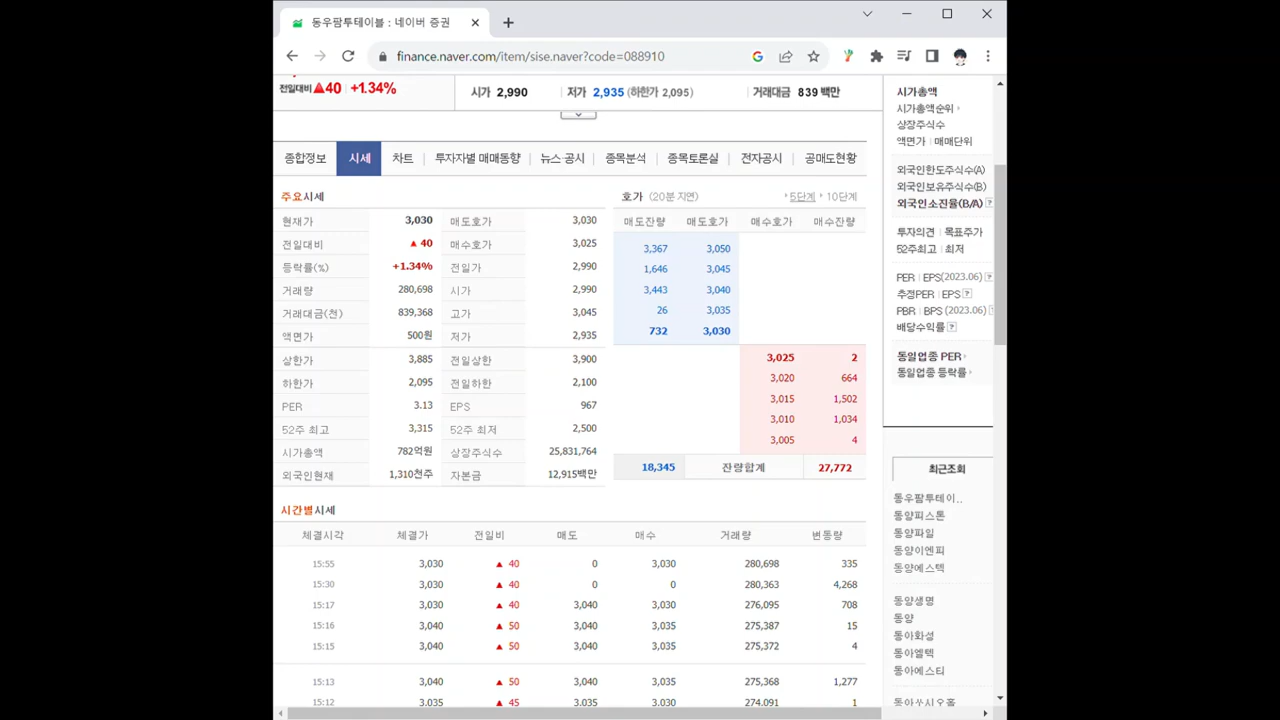 동우팜투테이블 : 네이버 증권
finance.naver.com/item/sise.naver?code=088910
전일대비 ▲40 +1.34%
시가 2,990 저가 2,935 (하한가 2,095) 거래대금 839 백만
종합정보 시세 차트 투자자별 매매동향 뉴스·공시 종목분석 종목토론실 전자공시 공매도현황
주요시세
현재가 3,030 매도호가 3,030
전일대비 ▲ 40 매수호가 3,025
등락률(%) +1.34% 전일가 2,990
거래량 280,698 시가 2,990
거래대금(천) 839,368 고가 3,045
액면가 500원 저가 2,935
상한가 3,885 전일상한 3,900
하한가 2,095 전일하한 2,100
PER 3.13 EPS 967
52주 최고 3,315 52주 최저 2,500
시가총액 782억원 상장주식수 25,831,764
외국인현재 1,310천주 자본금 12,915백만
호가 (20분 지연) 5단계 10단계
매도잔량 매도호가 매수호가 매수잔량
3,367 3,050
1,646 3,045
3,443 3,040
26 3,035
732 3,030
3,025 2
3,020 664
3,015 1,502
3,010 1,034
3,005 4
18,345 잔량합계 27,772
시간별시세
체결시각 체결가 전일비 매도 매수 거래량 변동량
15:55 3,030 ▲ 40 0 3,030 280,698 335
15:30 3,030 ▲ 40 0 0 280,363 4,268
15:17 3,030 ▲ 40 3,040 3,030 276,095 708
15:16 3,040 ▲ 50 3,040 3,035 275,387 15
15:15 3,040 ▲ 50 3,040 3,035 275,372 4
15:13 3,040 ▲ 50 3,040 3,035 275,368 1,277
15:12 3,035 ▲ 45 3,035 3,030 274,091 1
시가총액
시가총액순위
상장주식수
액면가 매매단위
외국인한도주식수(A)
외국인보유주식수(B)
외국인소진율(B/A) ?
투자의견 목표주가
52주최고 최저
PER EPS(2023.06) ?
추정PER EPS ?
PBR BPS (2023.06)
배당수익률 ?
동일업종 PER
동일업종 등락률
최근조회
동우팜투테이..
동양피스톤
동양파일
동양이엔피
동양에스텍
동양생명
동양
동아화성
동아엘텍
동아에스티